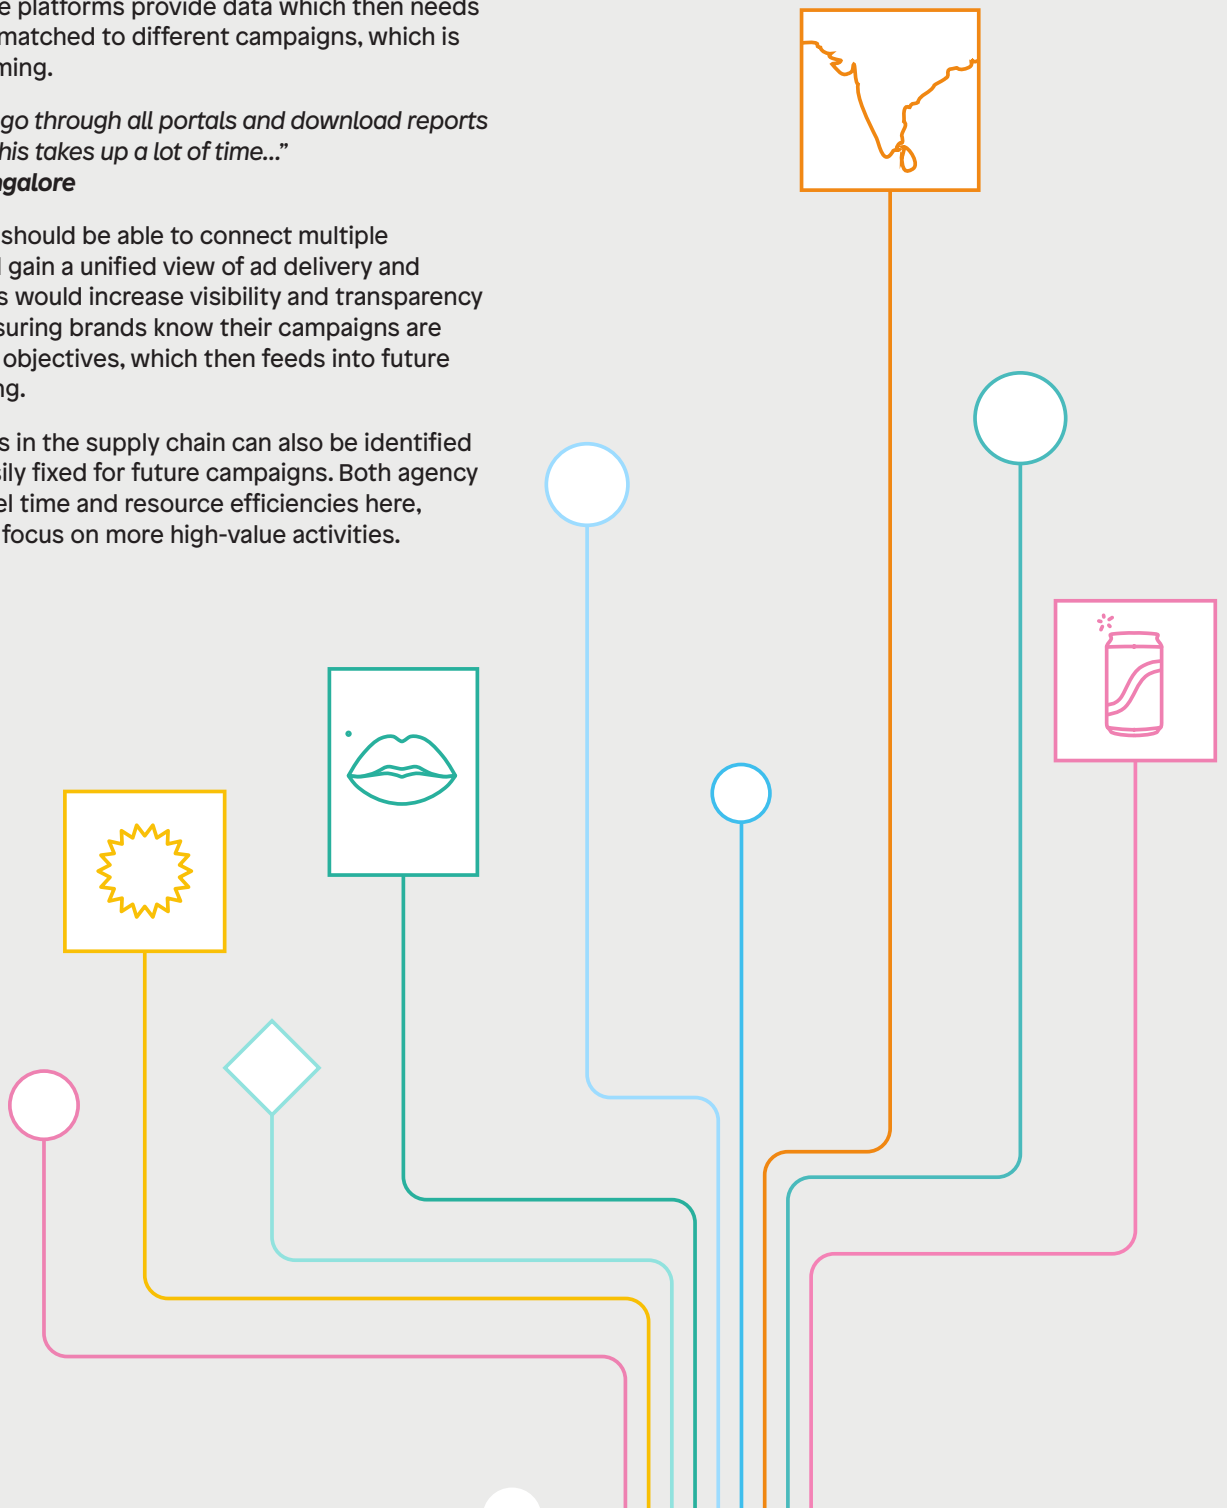 e platforms provide data which then needs
matched to different campaigns, which is
ming.
go through all portals and download reports
his takes up a lot of time...”
ngalore
should be able to connect multiple
gain a unified view of ad delivery and
s would increase visibility and transparency
suring brands know their campaigns are
objectives, which then feeds into future
ng.
s in the supply chain can also be identified
sily fixed for future campaigns. Both agency
el time and resource efficiencies here,
focus on more high-value activities.